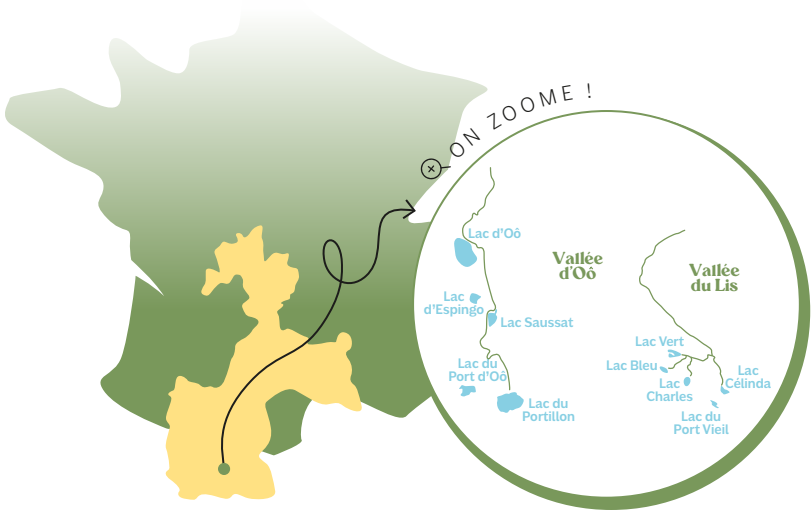 ON ZOOME !
Lac d'Oô
Vallée
d'Oô
Lac
d'Espingo
Lac Saussat
Lac du
Port d'Oô
Lac du
Portillon
Vallée
du Lis
Lac Vert
Lac Bleu
Lac
Charles
Lac
Célinda
Lac du
Port Vieil